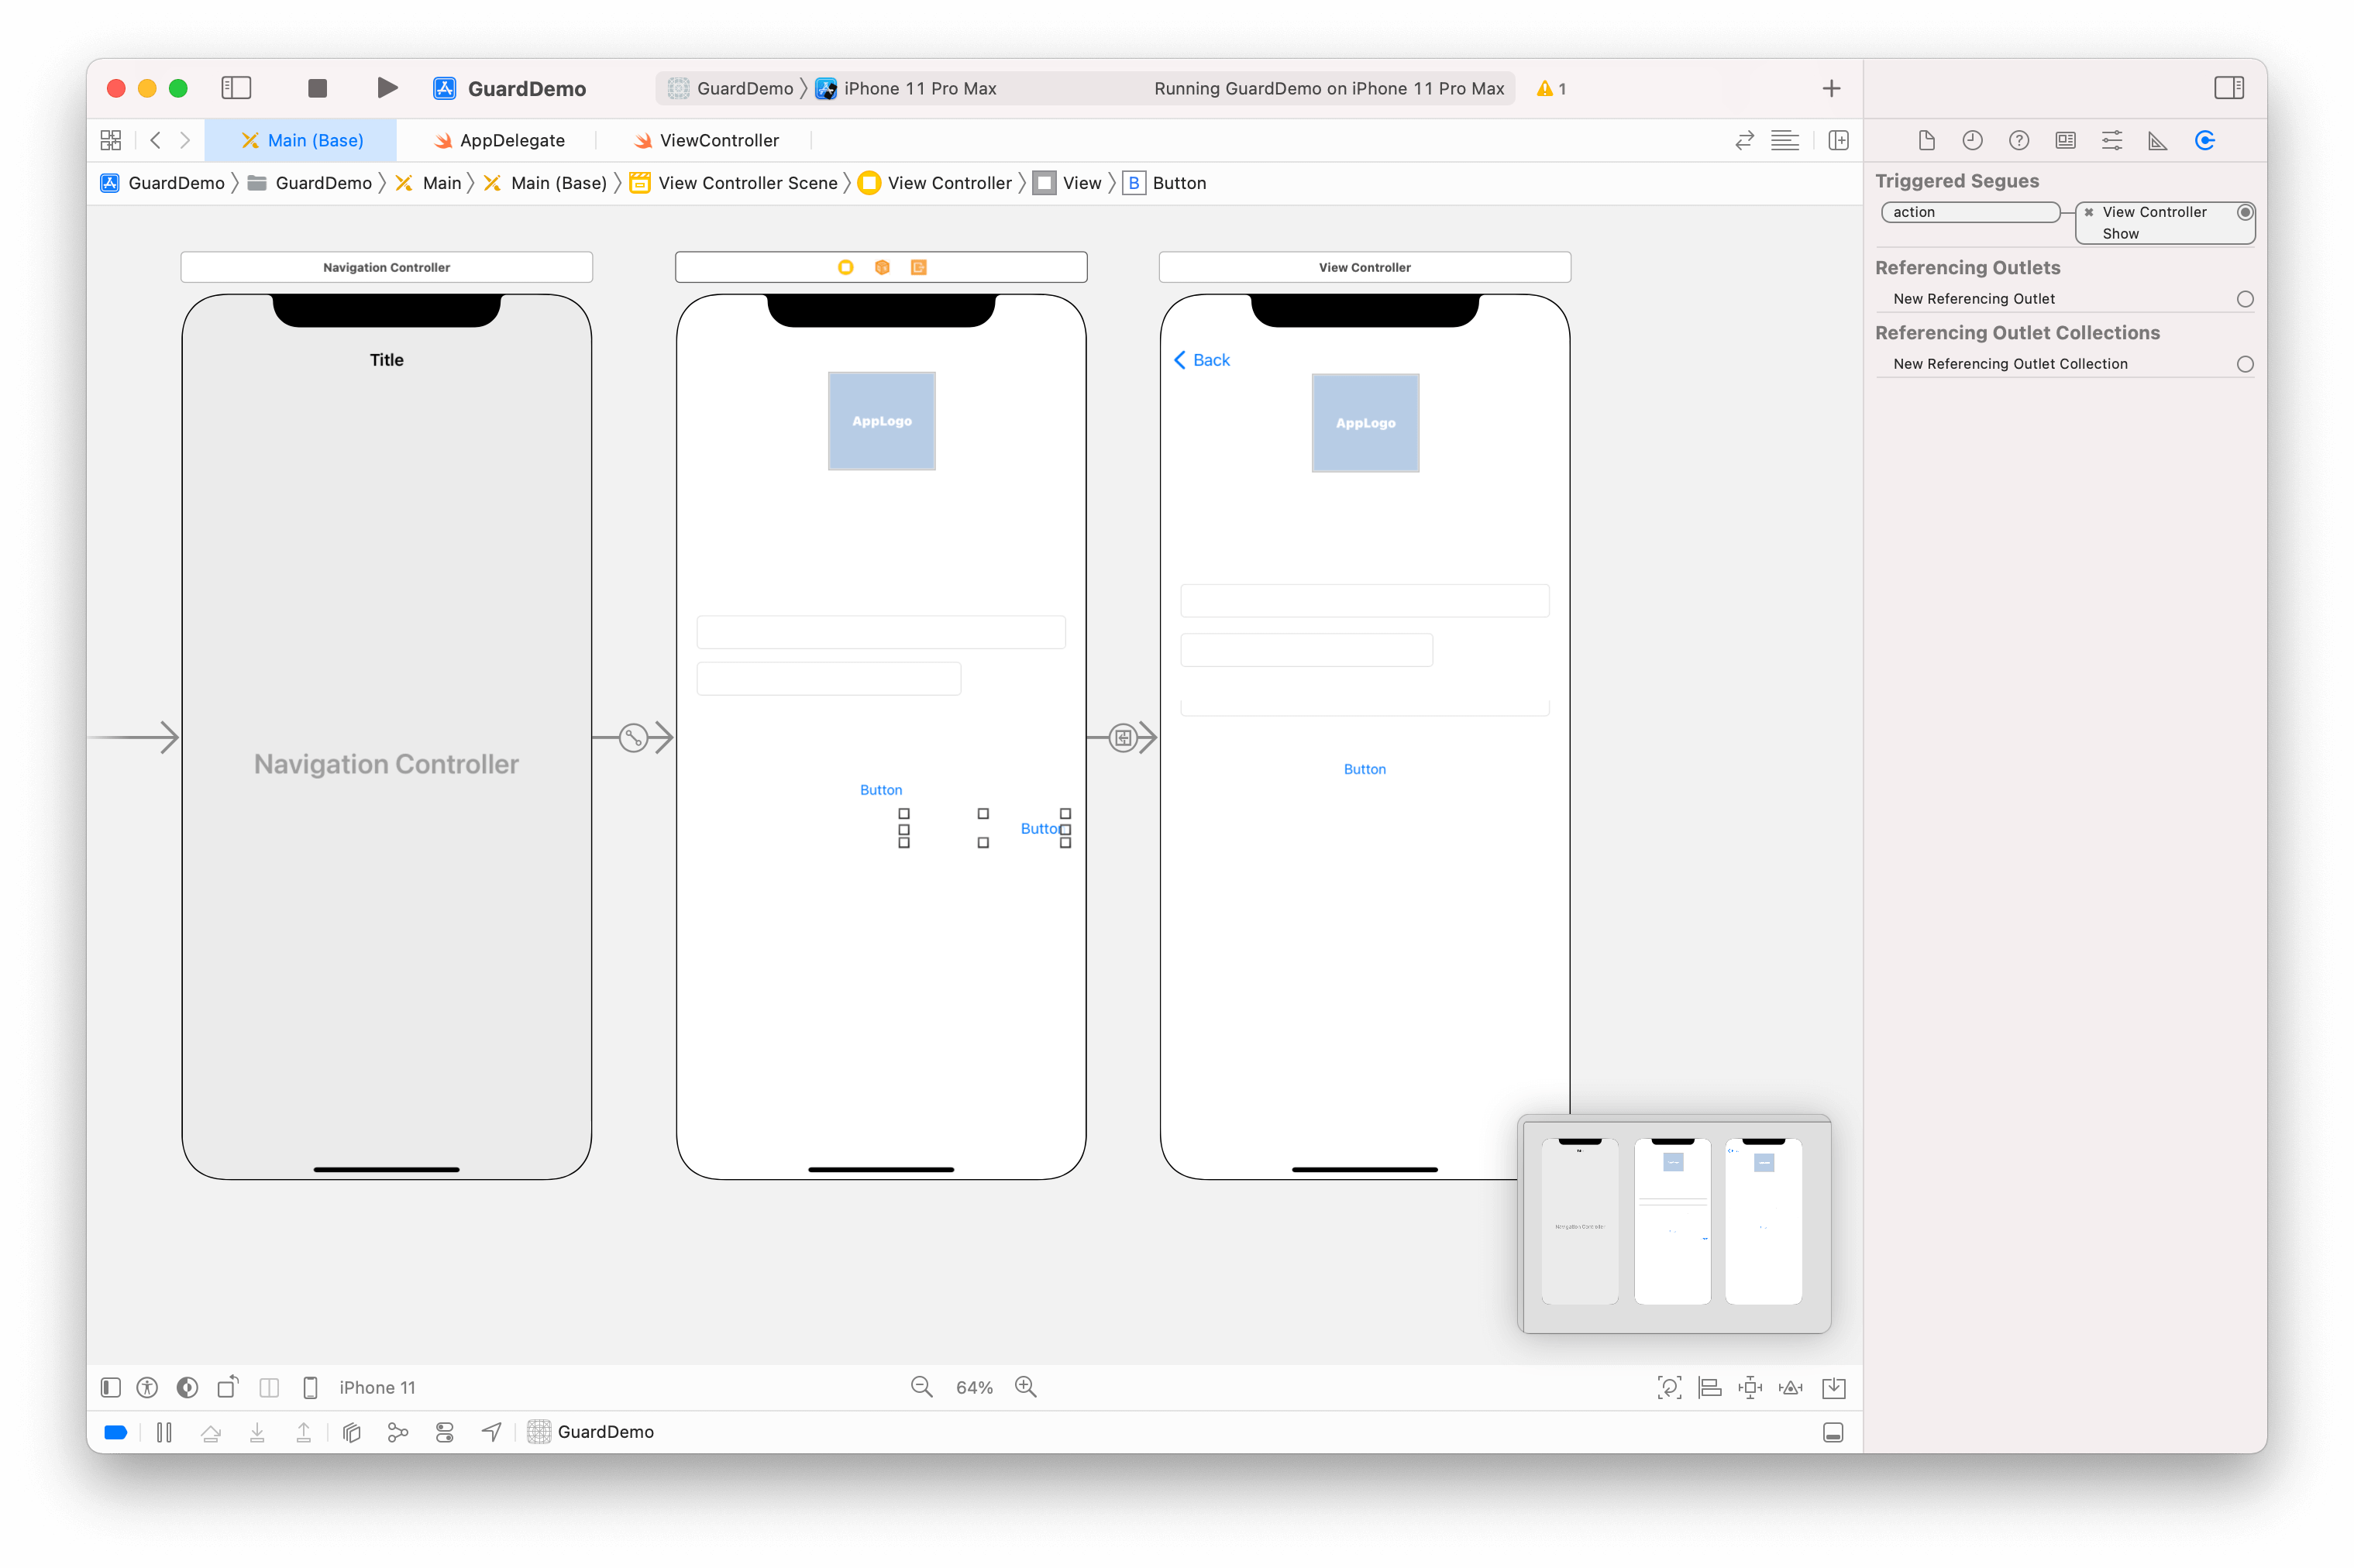 GuardDemo
GuardDemo
iPhone 11 Pro Max
Running GuardDemo on iPhone 11 Pro Max
1
Main (Base)
AppDelegate
ViewController
GuardDemo
GuardDemo
Main
Main (Base)
View Controller Scene
View Controller
View
B
Button
Triggered Segues
action
View Controller
Show
Referencing Outlets
New Referencing Outlet
Referencing Outlet Collections
New Referencing Outlet Collection
Navigation Controller
Title
Navigation Controller
AppLogo
Button
Button
View Controller
Back
AppLogo
Button
Navigation Controller
iPhone 11
64%
GuardDemo